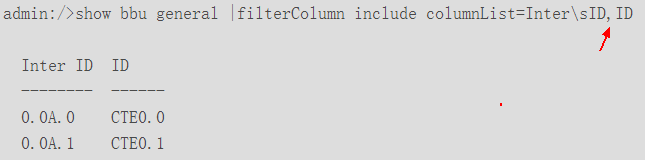 admin:/>show bbu general |filterColumn include columnList=Inter\sID,ID
Inter ID  ID
--------  ------
0.0A.0    CTE0.0
0.0A.1    CTE0.1